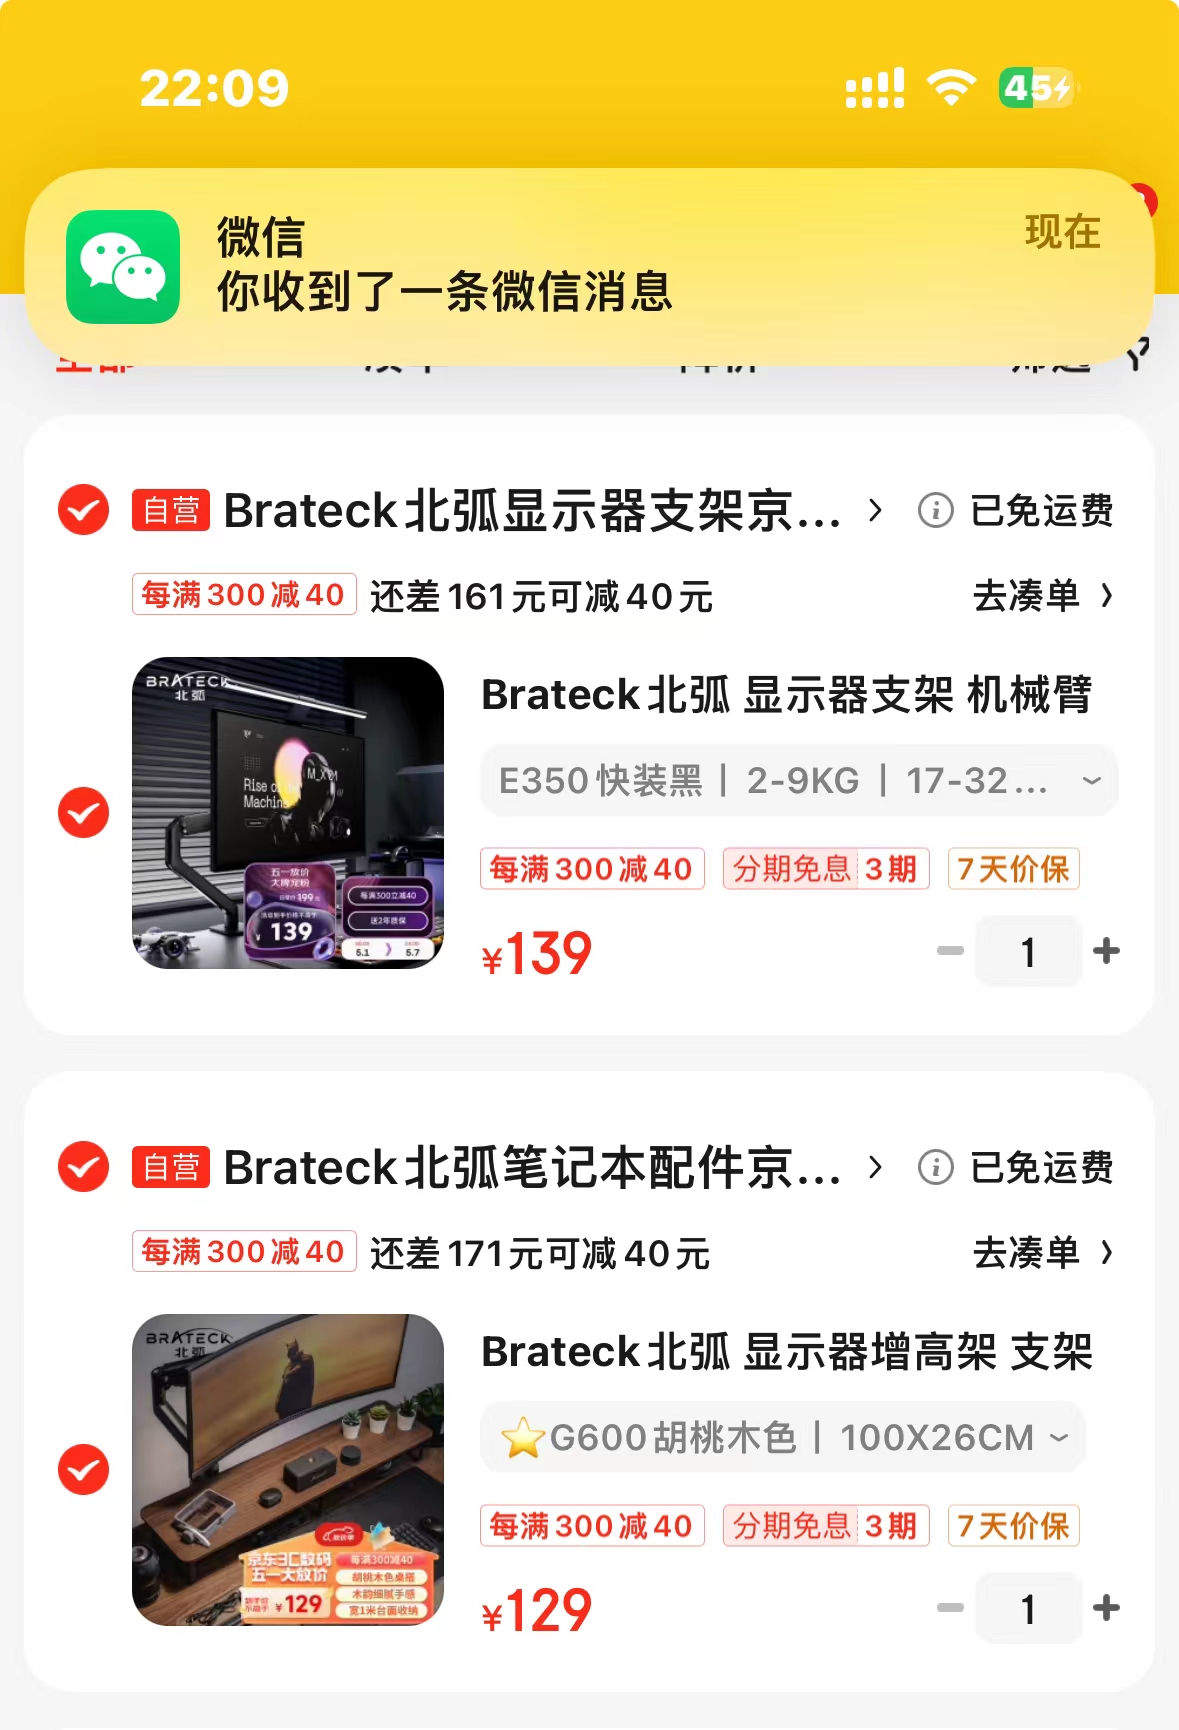 22:09
45
微信
现在
你收到了一条微信消息
自营 Brateck北弧显示器支架京... > 已免运费
每满300减40 还差161元可减40元 去凑单 >
BRATECK
北弧
Rise of
Machine
五一放价
大牌宠粉
139
每满300立减40
送2年质保
5.1 5.7
Brateck北弧 显示器支架 机械臂
E350快装黑｜2-9KG｜17-32...
每满300减40 分期免息 3期 7天价保
¥139
1
自营 Brateck北弧笔记本配件京... > 已免运费
每满300减40 还差171元可减40元 去凑单 >
BRATECK
北弧
京东3C数码
五一大放价
¥129
每满300减40
胡桃木色桌搭
木韵细腻手感
宽1米台面收纳
Brateck北弧 显示器增高架 支架
⭐G600胡桃木色｜100X26CM
每满300减40 分期免息 3期 7天价保
¥129
1